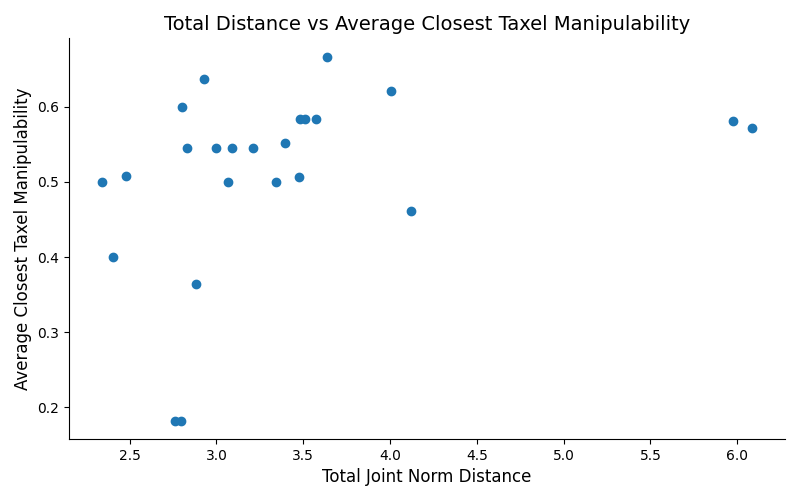 Total Distance vs Average Closest Taxel Manipulability
Average Closest Taxel Manipulability
0.6
0.5
0.4
0.3
0.2
2.5 3.0 3.5 4.0 4.5 5.0 5.5 6.0
Total Joint Norm Distance